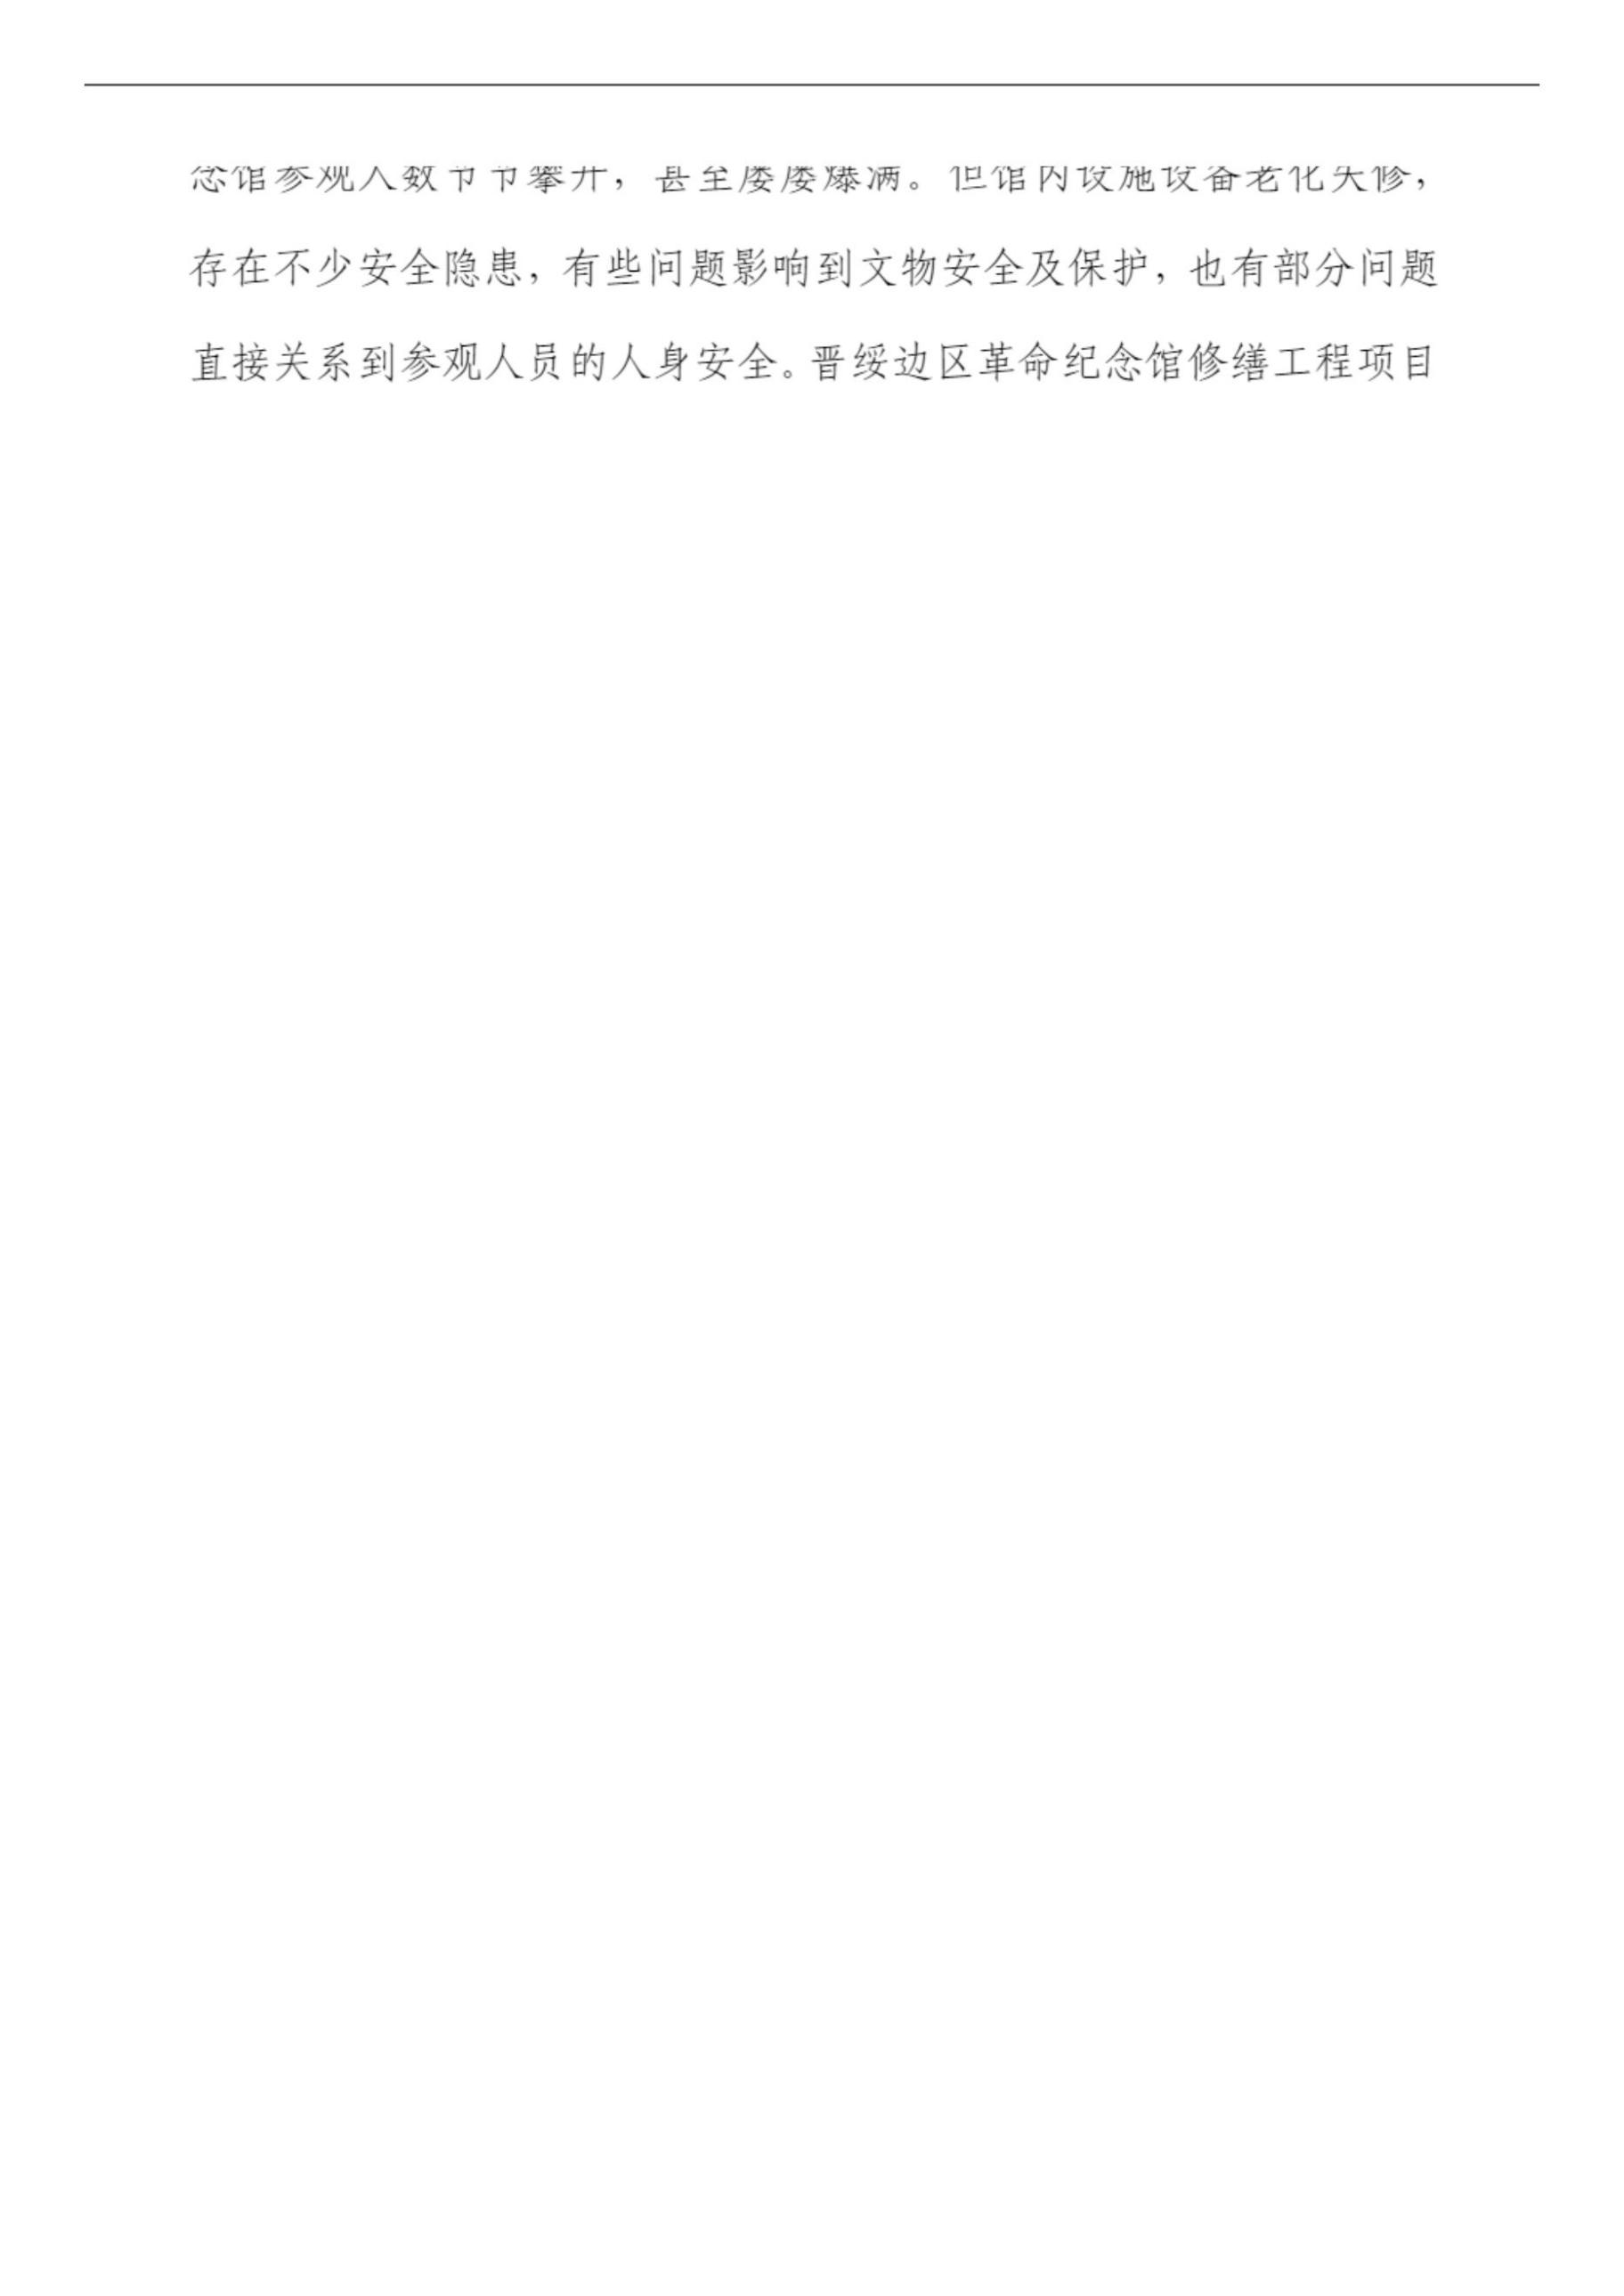 念馆参观人数节节攀升，甚至屡屡爆满。但馆内设施设备老化失修，
存在不少安全隐患，有些问题影响到文物安全及保护，也有部分问题
直接关系到参观人员的人身安全。晋绥边区革命纪念馆修缮工程项目